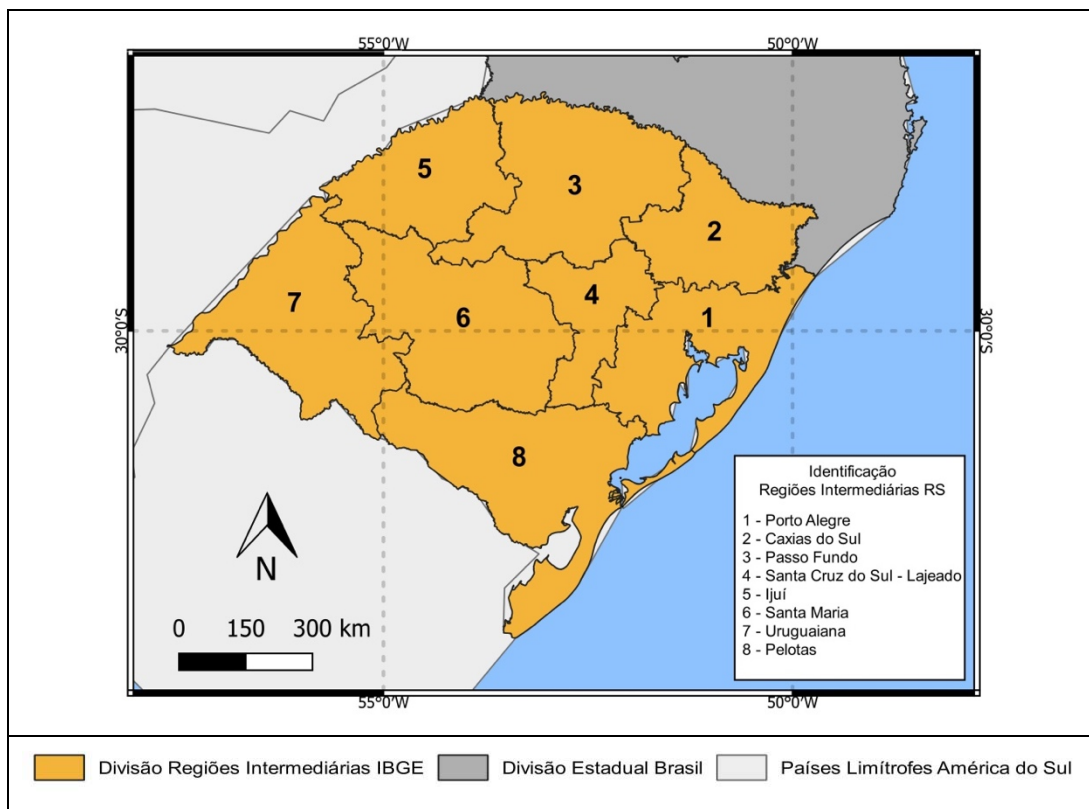 55°0'W 50°0'W
5
3
2
4
7
6
1
30°S 30°S
8
N
0 150 300 km
Identificação
Regiões Intermediárias RS
1 - Porto Alegre
2 - Caxias do Sul
3 - Passo Fundo
4 - Santa Cruz do Sul - Lajeado
5 - Ijuí
6 - Santa Maria
7 - Uruguaiana
8 - Pelotas
55°0'W 50°0'W
Divisão Regiões Intermediárias IBGE Divisão Estadual Brasil Países Limítrofes América do Sul